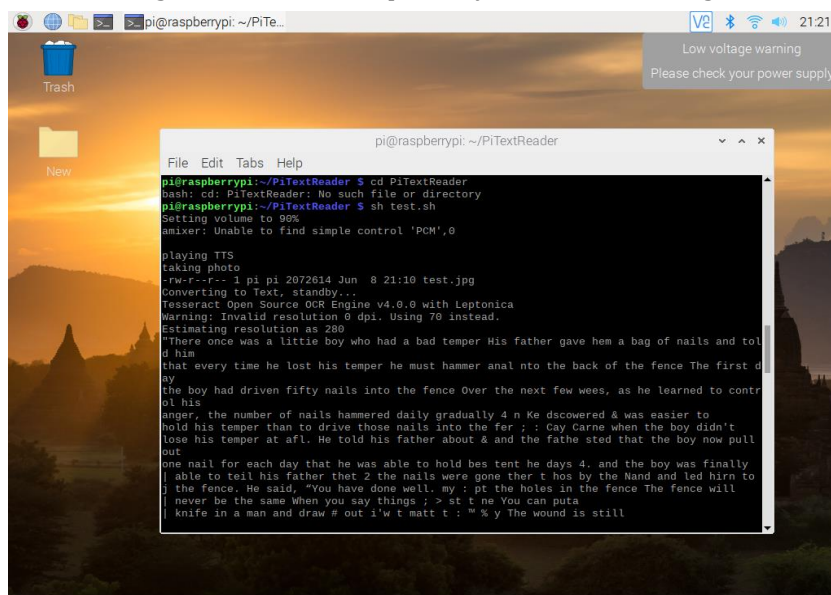 pi@raspberrypi: ~/PiTe...
21:21
Low voltage warning
Please check your power supply
Trash
New
pi@raspberrypi: ~/PiTextReader
File Edit Tabs Help
pi@raspberrypi:~/PiTextReader $ cd PiTextReader
bash: cd: PiTextReader: No such file or directory
pi@raspberrypi:~/PiTextReader $ sh test.sh
Setting volume to 90%
amixer: Unable to find simple control 'PCM',0
playing TTS
taking photo
-rw-r--r-- 1 pi pi 2072614 Jun  8 21:10 test.jpg
Converting to Text, standby...
Tesseract Open Source OCR Engine v4.0.0 with Leptonica
Warning: Invalid resolution 0 dpi. Using 70 instead.
Estimating resolution as 280
"There once was a littie boy who had a bad temper His father gave hem a bag of nails and tol
d him
that every time he lost his temper he must hammer anal nto the back of the fence The first d
ay
the boy had driven fifty nails into the fence Over the next few wees, as he learned to contr
ol his
anger, the number of nails hammered daily gradually 4 n Ke dscowered & was easier to
hold his temper than to drive those nails into the fer ; : Cay Carne when the boy didn't
lose his temper at afl. He told his father about & and the fathe sted that the boy now pull
out
one nail for each day that he was able to hold bes tent he days 4. and the boy was finally
| able to teil his father thet 2 the nails were gone ther t hos by the Nand and led hirn to
j the fence. He said, “You have done well. my : pt the holes in the fence The fence will
| never be the same When you say things ; > st t ne You can puta
| knife in a man and draw # out i'w t matt t : ™ % y The wound is still